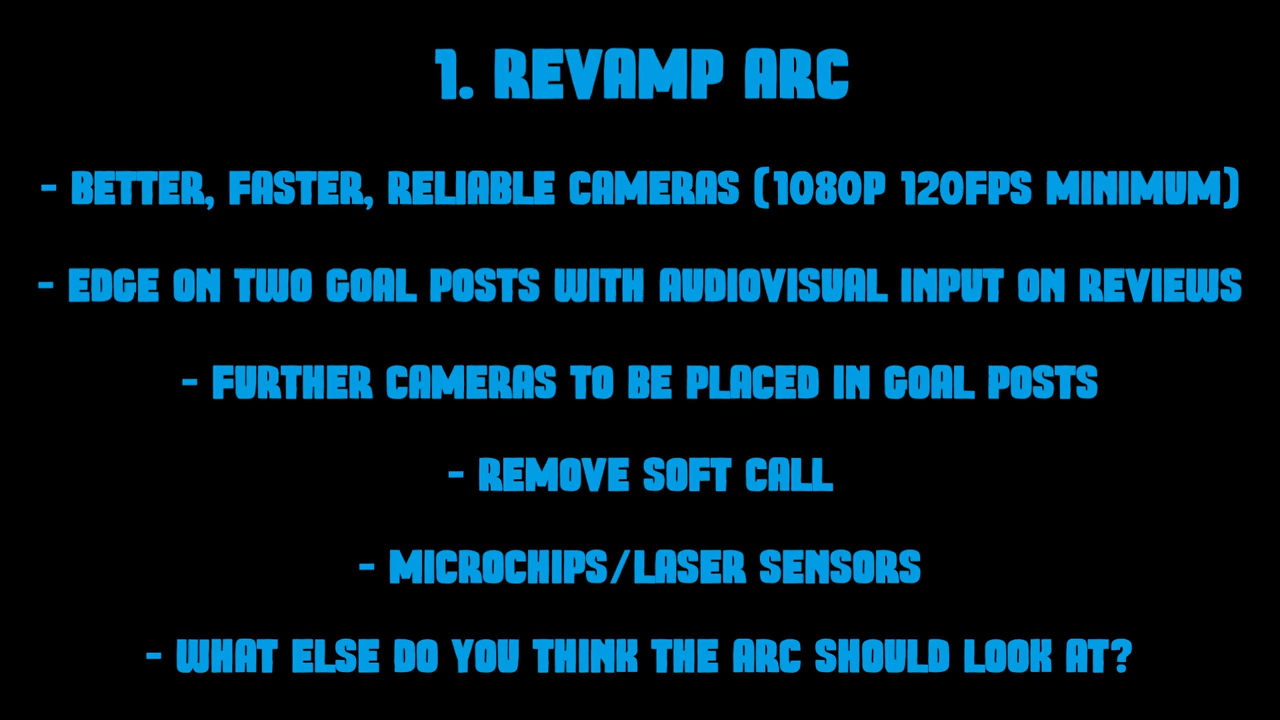 1. REVAMP ARC
- BETTER, FASTER, RELIABLE CAMERAS (1080P 120FPS MINIMUM)
- EDGE ON TWO GOAL POSTS WITH AUDIOVISUAL INPUT ON REVIEWS
- FURTHER CAMERAS TO BE PLACED IN GOAL POSTS
- REMOVE SOFT CALL
- MICROCHIPS/LASER SENSORS
- WHAT ELSE DO YOU THINK THE ARC SHOULD LOOK AT?